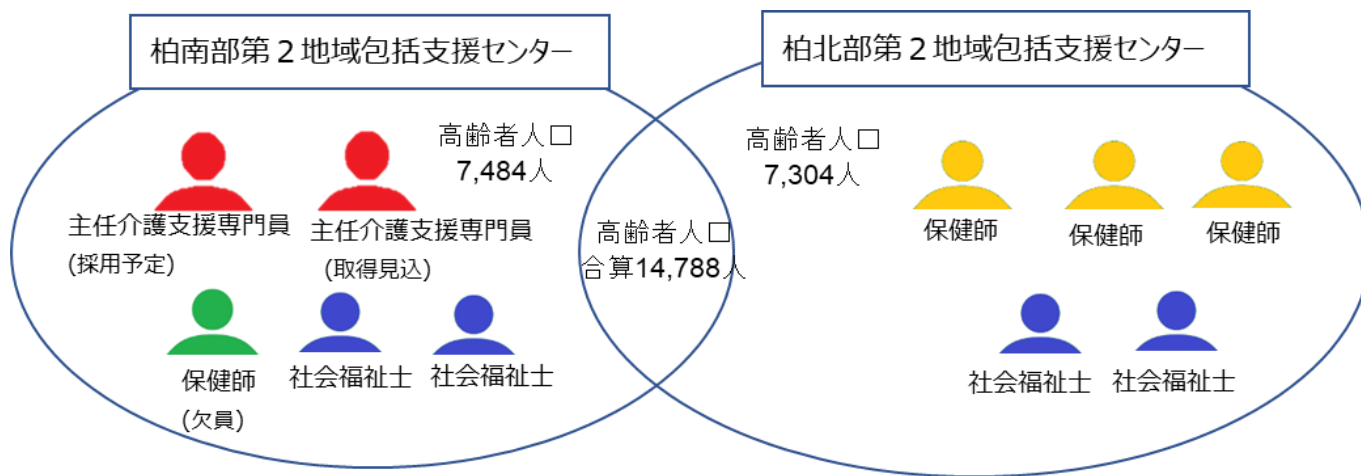 柏南部第２地域包括支援センター
高齢者人口
7,484人
主任介護支援専門員
(採用予定)
主任介護支援専門員
(取得見込)
保健師
(欠員)
社会福祉士
社会福祉士
高齢者人口
合算14,788人
柏北部第２地域包括支援センター
高齢者人口
7,304人
保健師
保健師
保健師
社会福祉士
社会福祉士